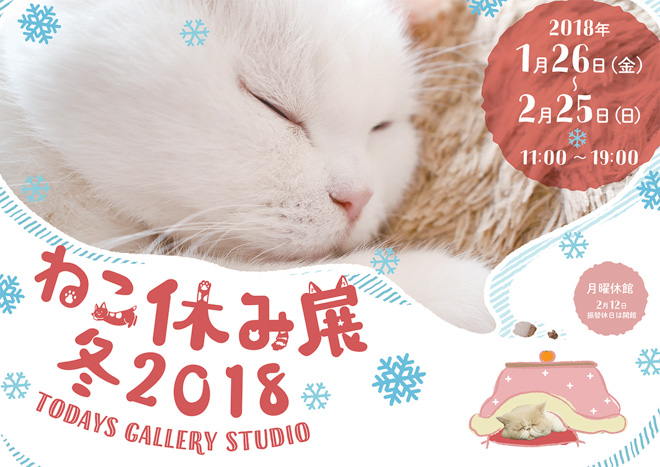 2018年
1月26日(金)
～
2月25日(日)
11:00 ～ 19:00
ねこ休み展
冬2018
TODAYS GALLERY STUDIO
月曜休館
2月12日
振替休日は開館